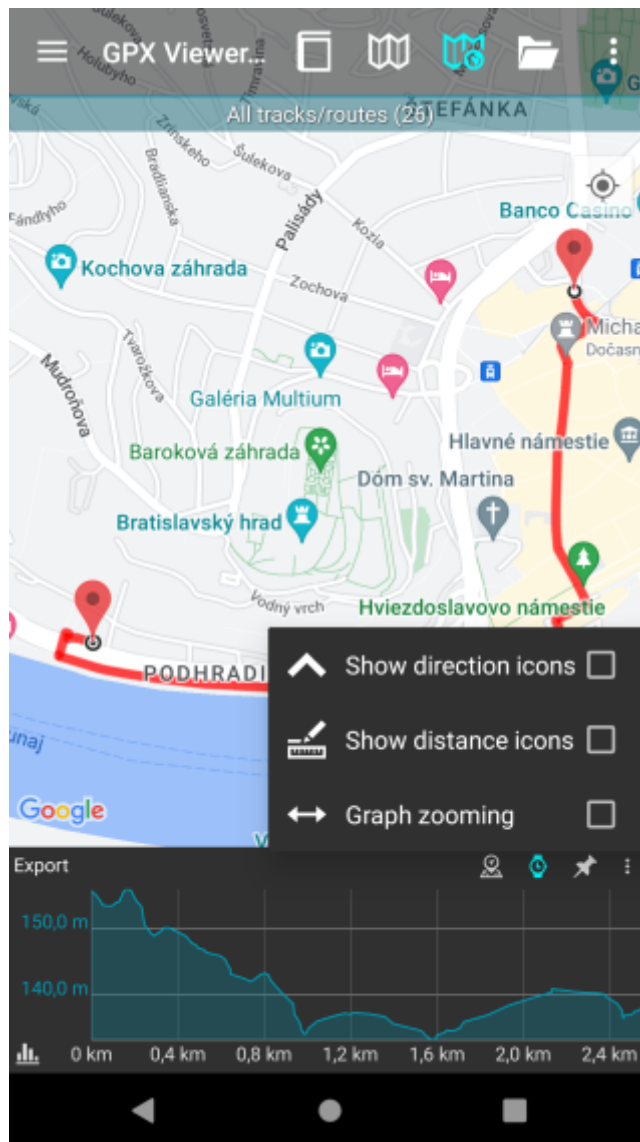 GPX Viewer...
All tracks/routes (26)
ŠTEFÁNKA
Šulekova
Holubyho
Timravina
Zrínskeho
Bradlianska
Šulekova
Palisády
Kozia
Banco Casino
Kochova záhrada
Zochova
Tvarožkova
Mudroňova
Micha
Dočasn
Galéria Multium
Baroková záhrada
Hlavné námestie
Dóm sv. Martina
Bratislavský hrad
Vodný vrch
Hviezdoslavovo námestie
PODHRADI
Show direction icons
Show distance icons
Graph zooming
unaj
Google
V
Export
150,0 m
140,0 m
0 km 0,4 km 0,8 km 1,2 km 1,6 km 2,0 km 2,4 km